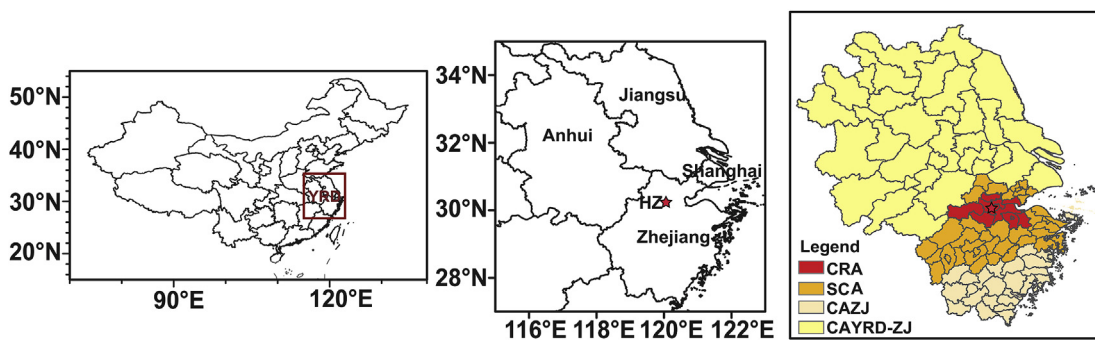 50°N
40°N
30°N
20°N
90°E
120°E
YRD
34°N
32°N
30°N
28°N
116°E
118°E
120°E
122°E
Jiangsu
Anhui
Shanghai
HZ
Zhejiang
Legend
CRA
SCA
CAZJ
CAYRD-ZJ